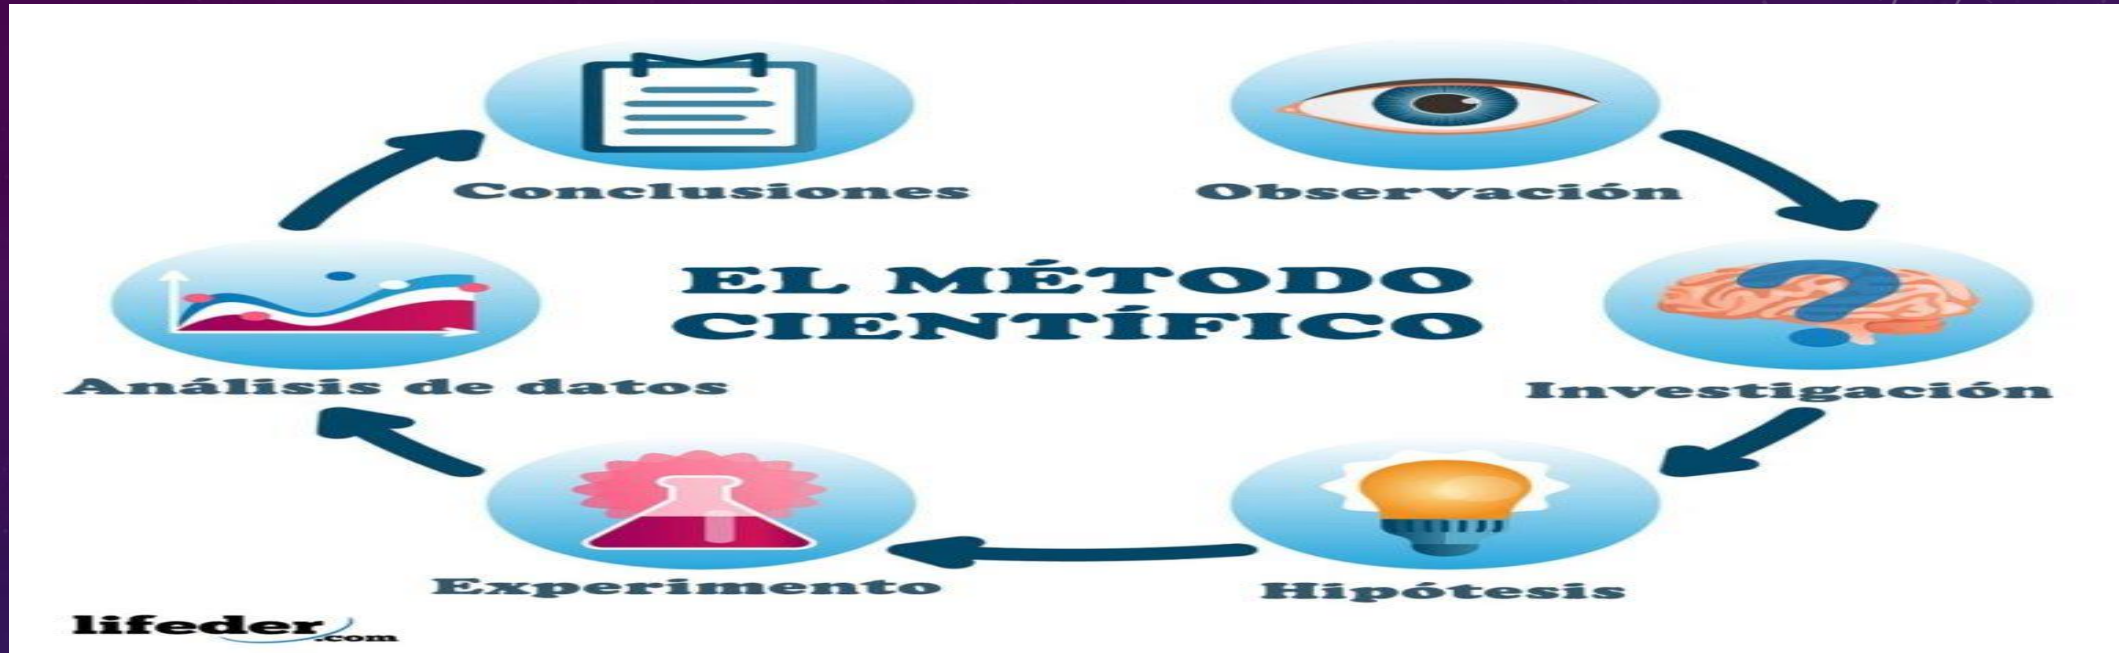 EL MÉTODO
CIENTÍFICO
Observación
Investigación
Hipótesis
Experimento
Análisis de datos
Conclusiones
lifeder.com